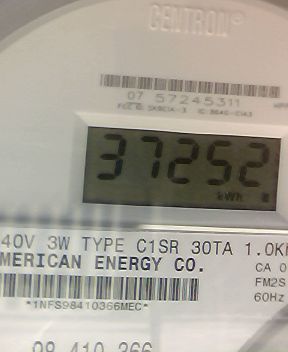 CENTRON®
07 57245311
37252
kWh
40V 3W TYPE C1SR 30TA 1.0K
MERICAN ENERGY CO.
CA 0
FM2S
60Hz
*1NFS98410366MEC*
98 410 366